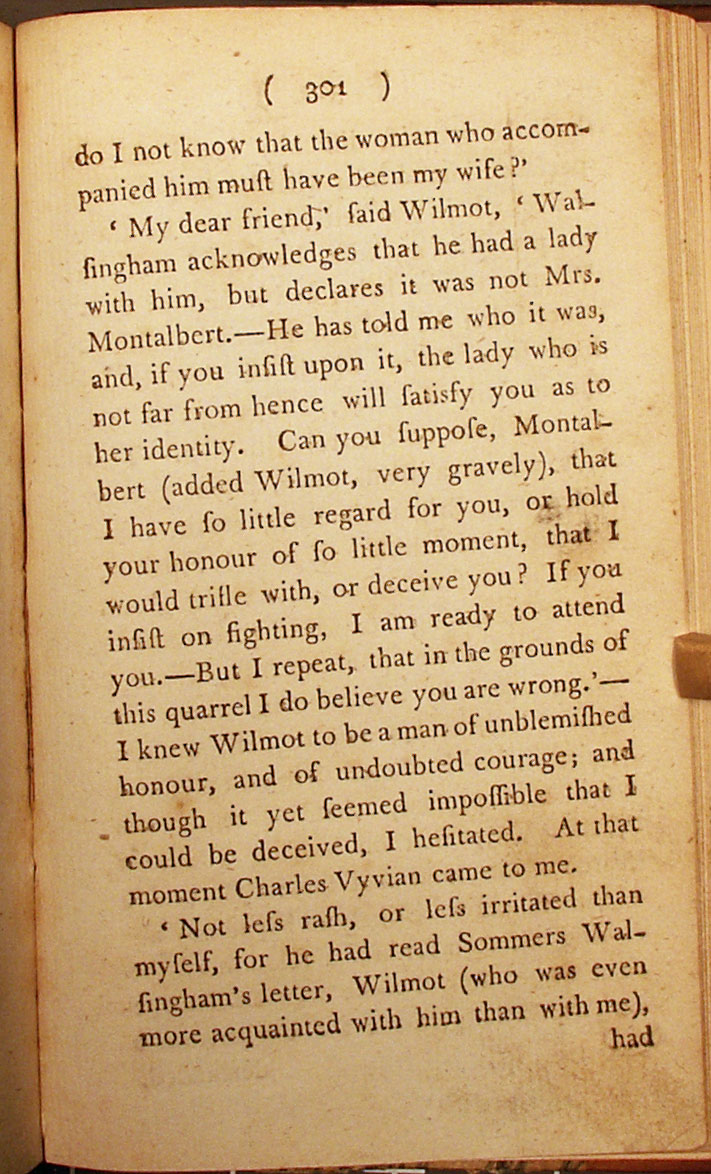 ( 301 )
do I not know that the woman who accom-
panied him muſt have been my wife?'
‘ My dear friend,' ſaid Wilmot, ‘ Wal-
ſingham acknowledges that he had a lady
with him, but declares it was not Mrs.
Montalbert.—He has told me who it was,
and, if you inſiſt upon it, the lady who is
not far from hence will ſatisfy you as to
her identity. Can you ſuppoſe, Montal-
bert (added Wilmot, very gravely), that
I have ſo little regard for you, or hold
your honour of ſo little moment, that I
would trifle with, or deceive you? If you
inſiſt on fighting, I am ready to attend
you.—But I repeat, that in the grounds of
this quarrel I do believe you are wrong.'—
I knew Wilmot to be a man of unblemiſhed
honour, and of undoubted courage; and
though it yet ſeemed impoſſible that I
could be deceived, I heſitated. At that
moment Charles Vyvian came to me.
‘ Not leſs raſh, or leſs irritated than
myſelf, for he had read Sommers Wal-
ſingham's letter, Wilmot (who was even
more acquainted with him than with me),
had